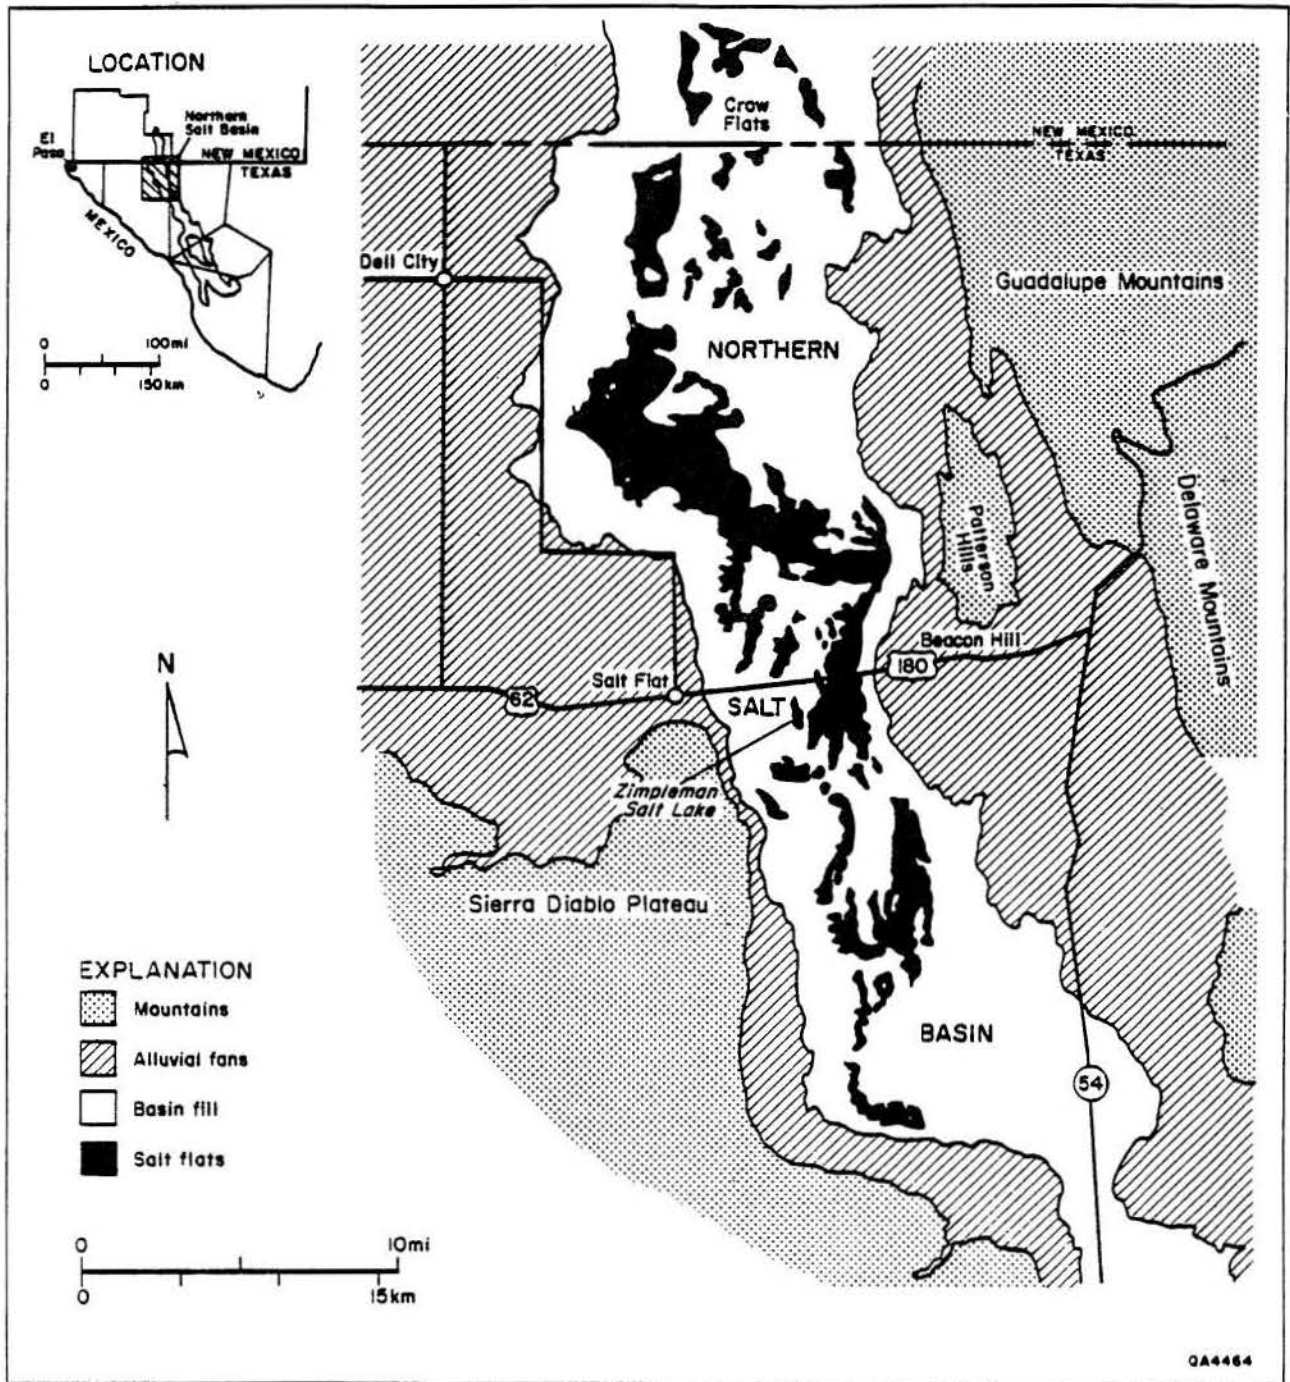 LOCATION
Northern
Salt Basin
El
Paso
NEW MEXICO
TEXAS
MEXICO
0 100mi
0 150km
Crow
Flats
NEW MEXICO
TEXAS
Dell City
Guadalupe Mountains
NORTHERN
Patterson
Hills
Delaware Mountains
N
Beacon Hill
180
Salt Flat
62
SALT
Zimpleman
Salt Lake
Sierra Diablo Plateau
EXPLANATION
Mountains
Alluvial fans
Basin fill
Salt flats
BASIN
54
0 10mi
0 15km
QA4464